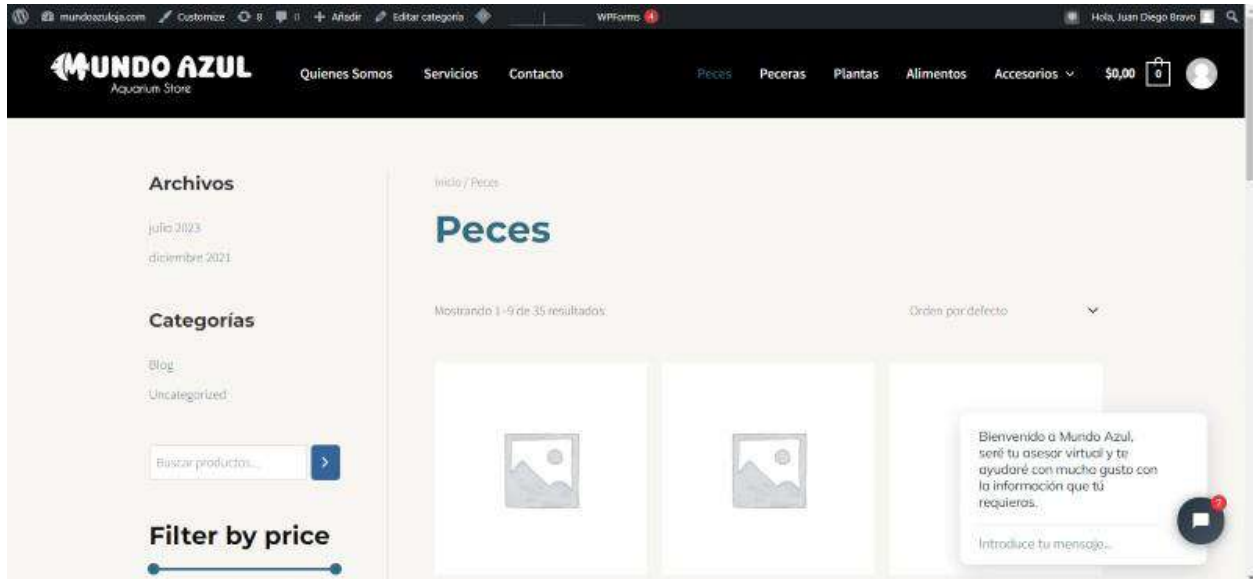 mundoazuloja.com Customize 8 0 Añadir Editar categoría WPForms 4 Hola, Juan Diego Bravo
MUNDO AZUL
Aquarium Store
Quienes Somos Servicios Contacto Peces Peceras Plantas Alimentos Accesorios $0,00 0
Archivos
julio 2023
diciembre 2021
Categorías
Blog
Uncategorized
Buscar productos...
Filter by price
Inicio / Peces
Peces
Mostrando 1–9 de 35 resultados
Orden por defecto
Bienvenido a Mundo Azul,
seré tu asesor virtual y te
ayudaré con mucho gusto con
la información que tú
requieras.
Introduce tu mensaje...